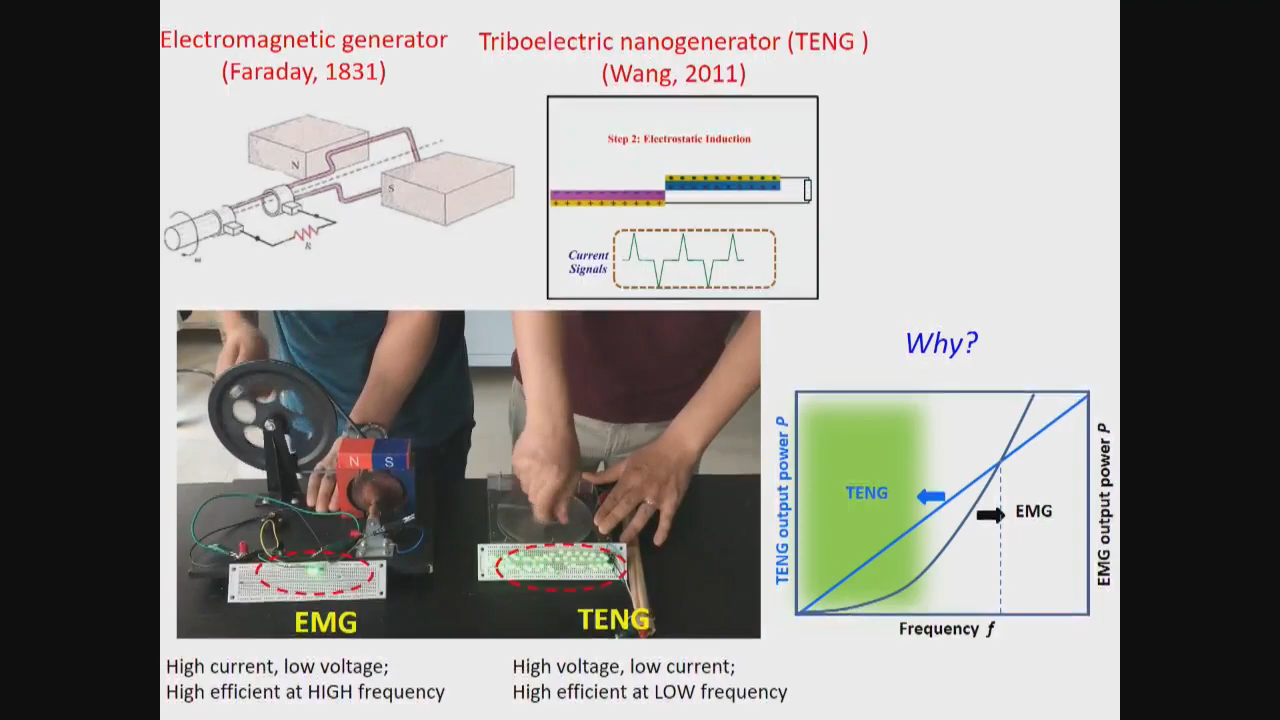 Electromagnetic generator
(Faraday, 1831)
Triboelectric nanogenerator (TENG )
(Wang, 2011)
N
S
R
ω
Step 2: Electrostatic Induction
Current
Signals
N S
EMG
TENG
High current, low voltage;
High efficient at HIGH frequency
High voltage, low current;
High efficient at LOW frequency
Why?
TENG output power P
TENG
EMG
EMG output power P
Frequency f